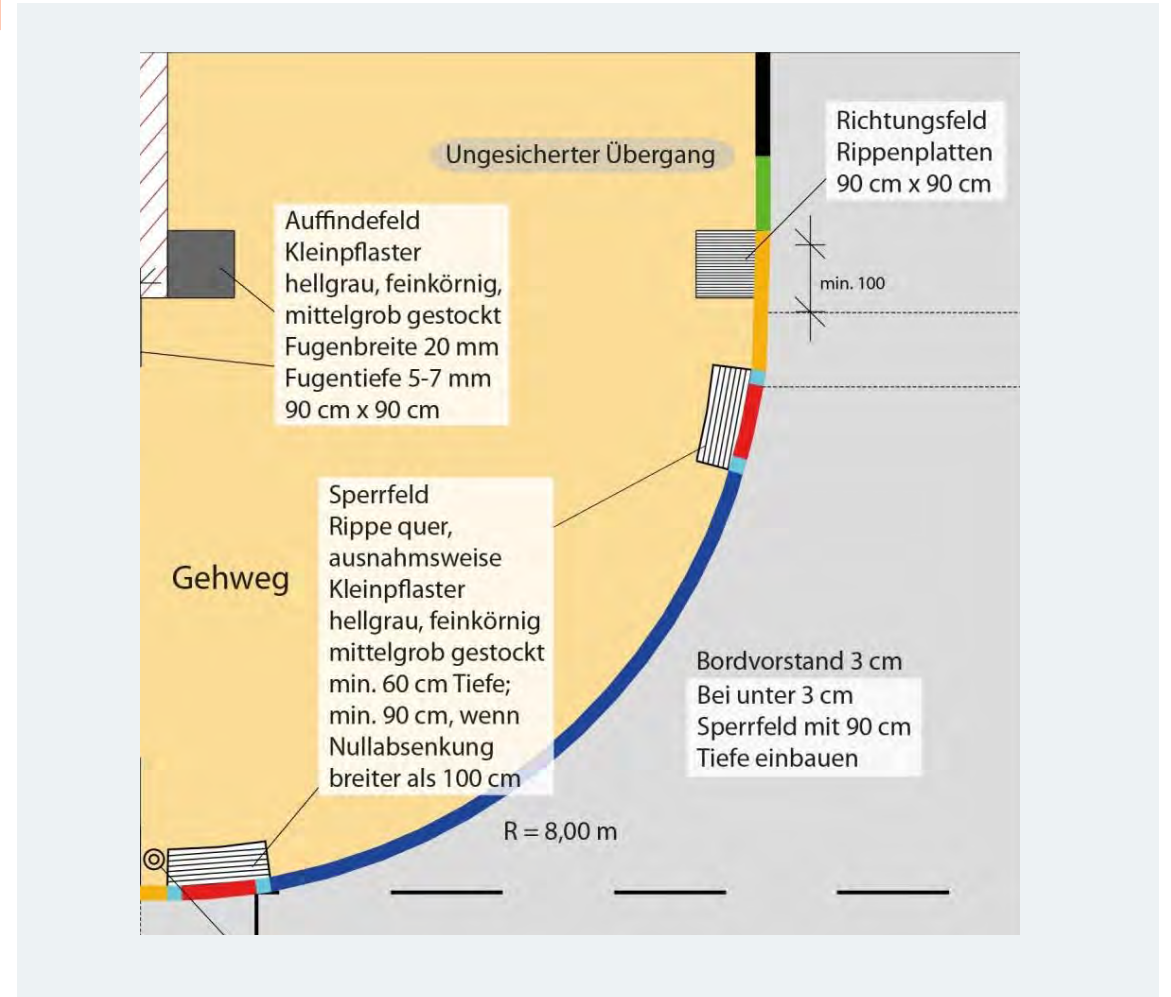 Ungesicherter Übergang
Richtungsfeld
Rippenplatten
90 cm x 90 cm
min. 100
Auffindefeld
Kleinpflaster
hellgrau, feinkörnig,
mittelgrob gestockt
Fugenbreite 20 mm
Fugentiefe 5-7 mm
90 cm x 90 cm
Sperrfeld
Rippe quer,
ausnahmsweise
Kleinpflaster
hellgrau, feinkörnig
mittelgrob gestockt
min. 60 cm Tiefe;
min. 90 cm, wenn
Nullabsenkung
breiter als 100 cm
Gehweg
Bordvorstand 3 cm
Bei unter 3 cm
Sperrfeld mit 90 cm
Tiefe einbauen
R = 8,00 m